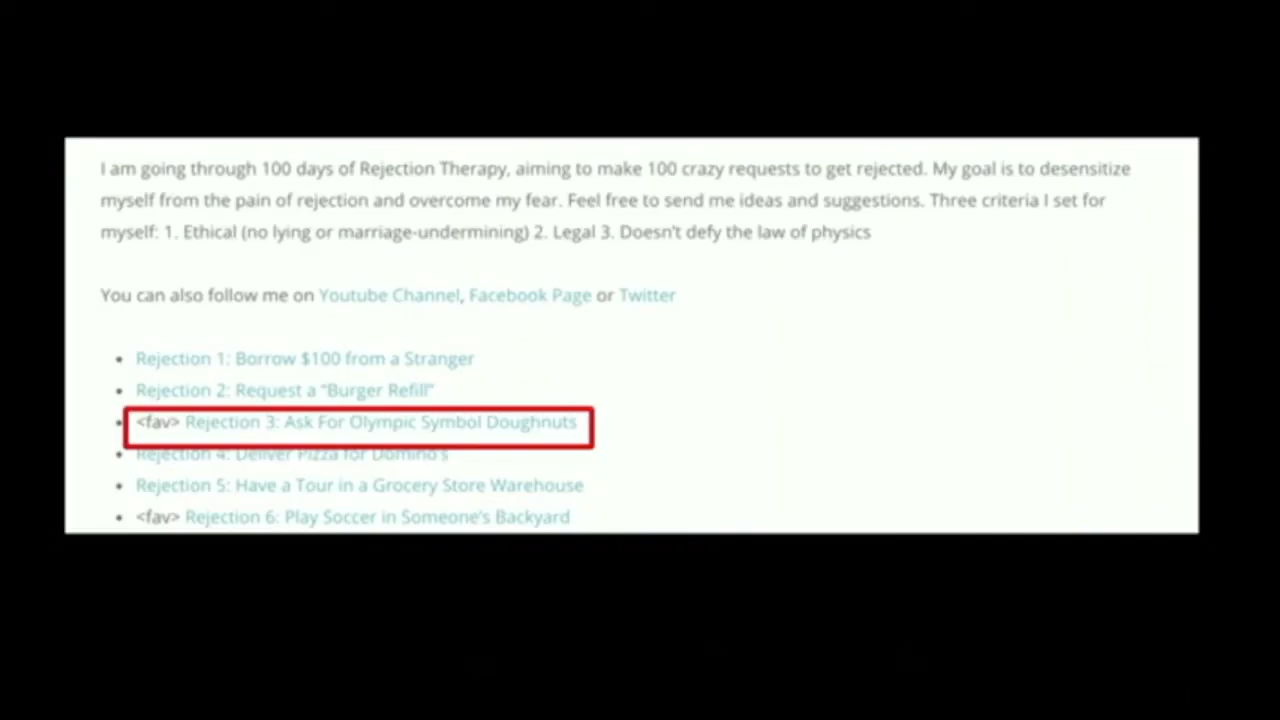 I am going through 100 days of Rejection Therapy, aiming to make 100 crazy requests to get rejected. My goal is to desensitize
myself from the pain of rejection and overcome my fear. Feel free to send me ideas and suggestions. Three criteria I set for
myself: 1. Ethical (no lying or marriage-undermining) 2. Legal 3. Doesn't defy the law of physics
You can also follow me on Youtube Channel, Facebook Page or Twitter
• Rejection 1: Borrow $100 from a Stranger
• Rejection 2: Request a “Burger Refill”
• <fav> Rejection 3: Ask For Olympic Symbol Doughnuts
• Rejection 4: Deliver Pizza for Domino's
• Rejection 5: Have a Tour in a Grocery Store Warehouse
• <fav> Rejection 6: Play Soccer in Someone's Backyard